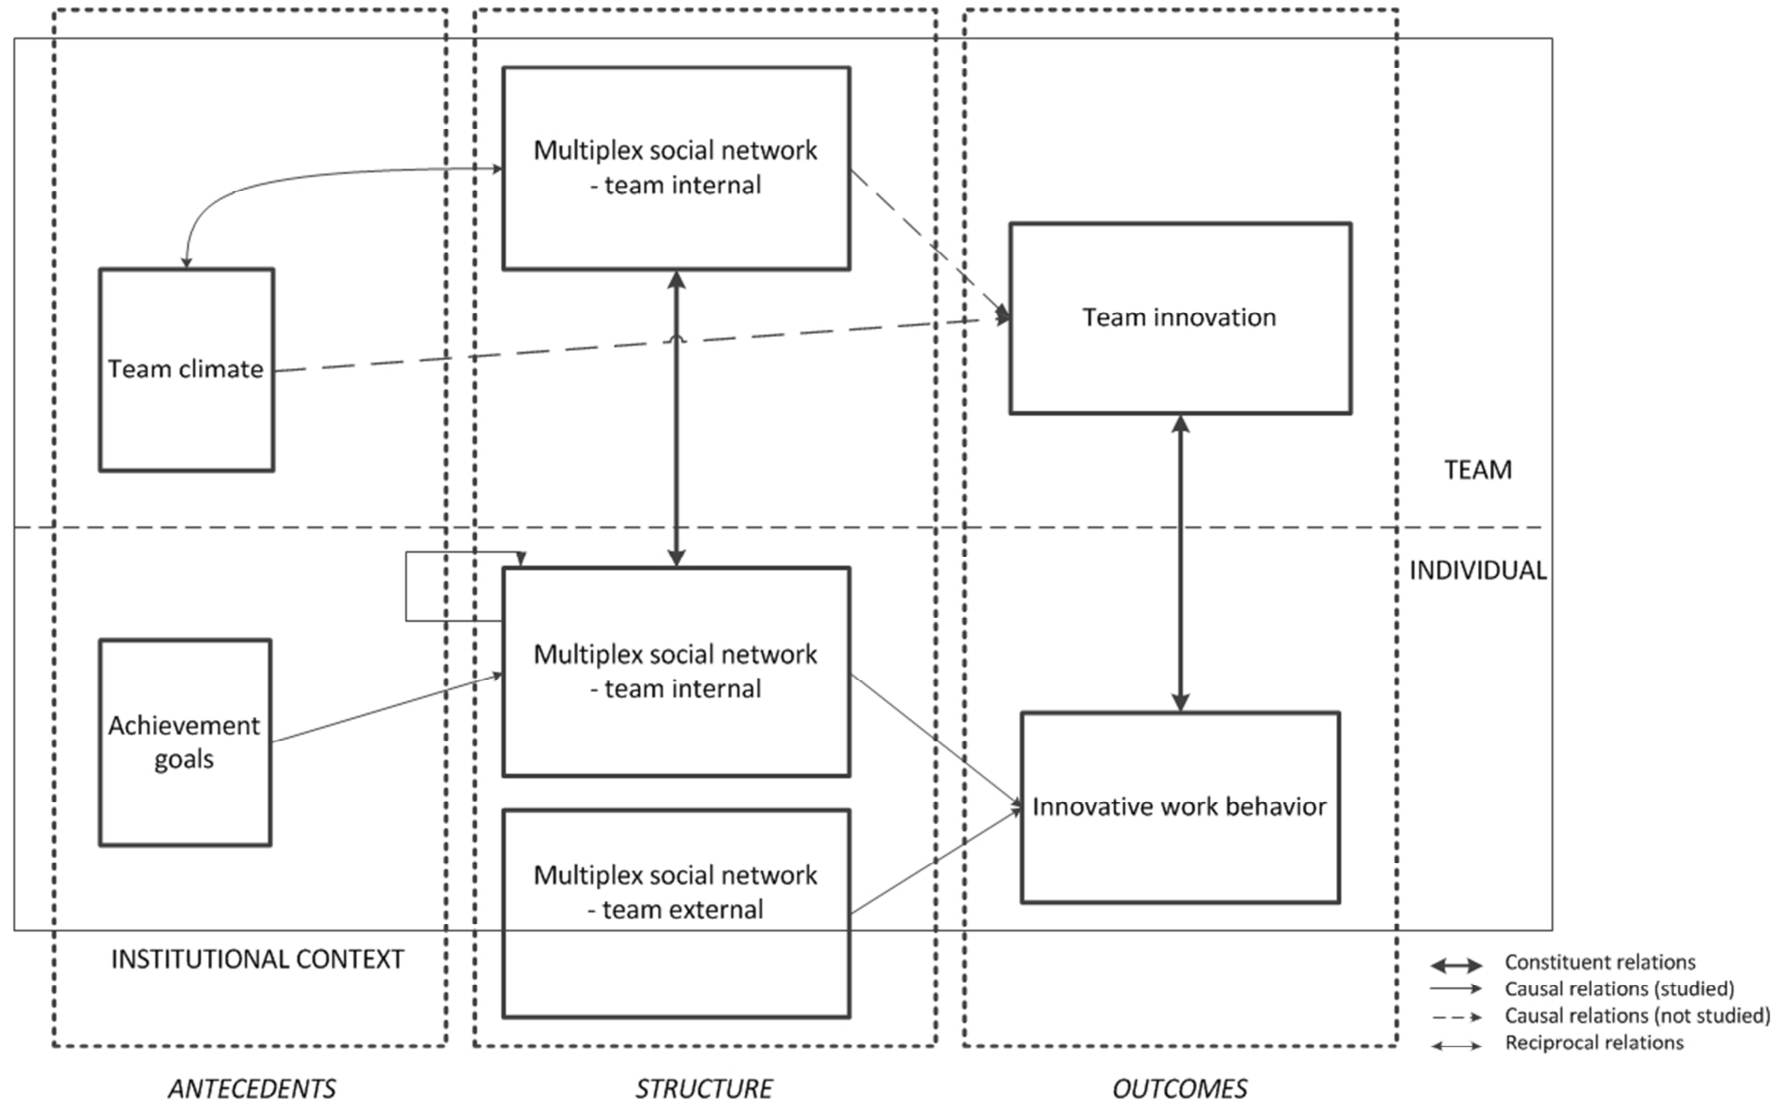 Multiplex social network
- team internal
Team innovation
Team climate
TEAM
INDIVIDUAL
Multiplex social network
- team internal
Achievement
goals
Innovative work behavior
Multiplex social network
- team external
INSTITUTIONAL CONTEXT
Constituent relations
Causal relations (studied)
Causal relations (not studied)
Reciprocal relations
ANTECEDENTS
STRUCTURE
OUTCOMES